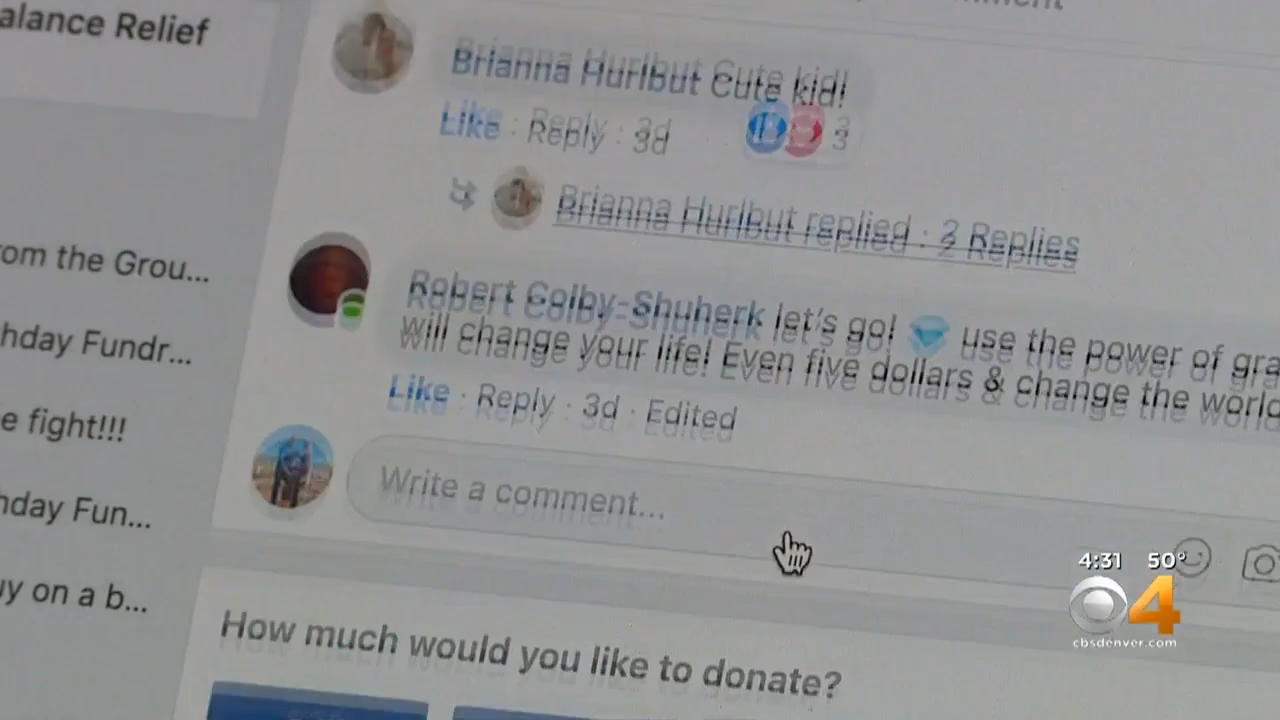 alance Relief
Brianna Hurlbut Cute kid!
Like · Reply · 3d
3
Brianna Hurlbut replied · 2 Replies
Robert Colby-Shuherk let's go! 💎 use the power of gra
will change your life! Even five dollars & change the world
Like · Reply · 3d · Edited
Write a comment...
om the Grou...
hday Fundr...
e fight!!!
hday Fun...
uy on a b...
How much would you like to donate?
4:31 50°
4
cbsdenver.com